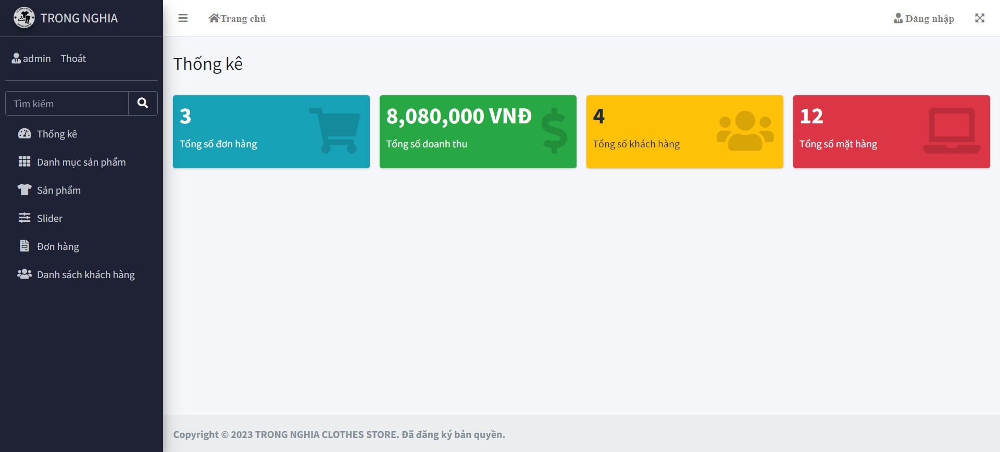 TRONG NGHIA
Trang chủ
Đăng nhập
admin Thoát
Tìm kiếm
Thống kê
Danh mục sản phẩm
Sản phẩm
Slider
Đơn hàng
Danh sách khách hàng
Thống kê
3
Tổng số đơn hàng
8,080,000 VNĐ
Tổng số doanh thu
4
Tổng số khách hàng
12
Tổng số mặt hàng
Copyright © 2023 TRONG NGHIA CLOTHES STORE. Đã đăng ký bản quyền.